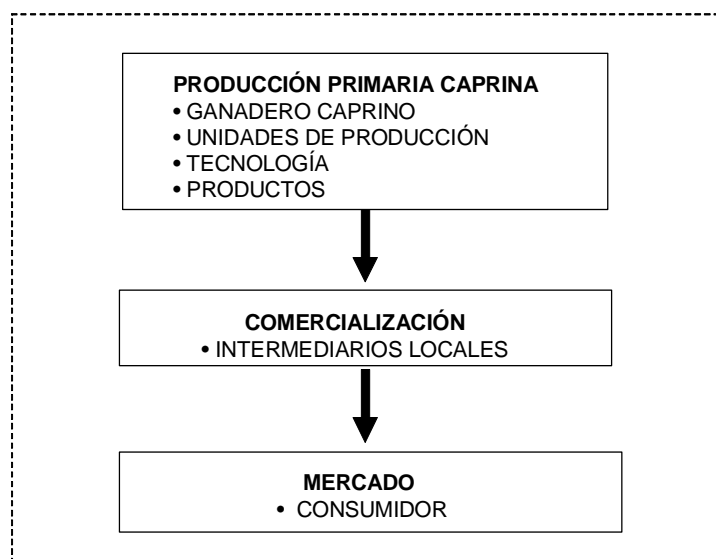 PRODUCCIÓN PRIMARIA CAPRINA
• GANADERO CAPRINO
• UNIDADES DE PRODUCCIÓN
• TECNOLOGÍA
• PRODUCTOS
COMERCIALIZACIÓN
• INTERMEDIARIOS LOCALES
MERCADO
• CONSUMIDOR